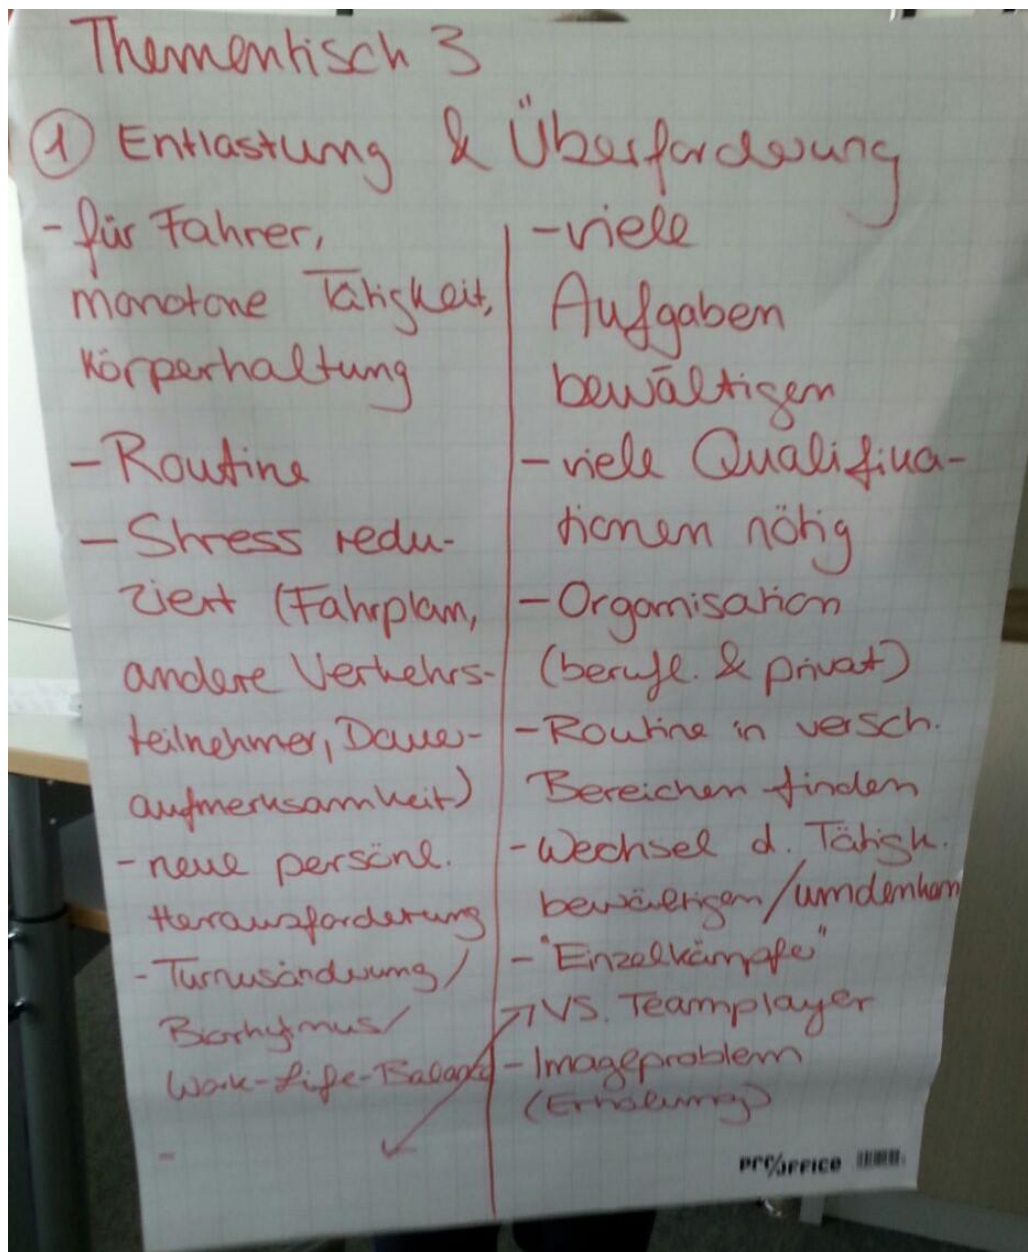 Thementisch 3
① Entlastung & Überforderung
- für Fahrer,
monotone Tätigkeit,
Körperhaltung
- Routine
- Stress redu-
ziert (Fahrplan,
andere Verkehrs-
teilnehmer, Dauer-
aufmerksamkeit)
- neue persönl.
Herausforderung
- Turnusänderung /
Biorhytmus /
Work-Life-Balance
-
- viele
Aufgaben
bewältigen
- viele Qualifika-
tionen nötig
- Organisation
(berufl. & privat)
- Routine in versch.
Bereichen finden
- Wechsel d. Tätigk.
bewältigen / umdenken
- "Einzelkämpfer"
VS. Teamplayer
- Imageproblem
(Erholung)
PRO/OFFICE